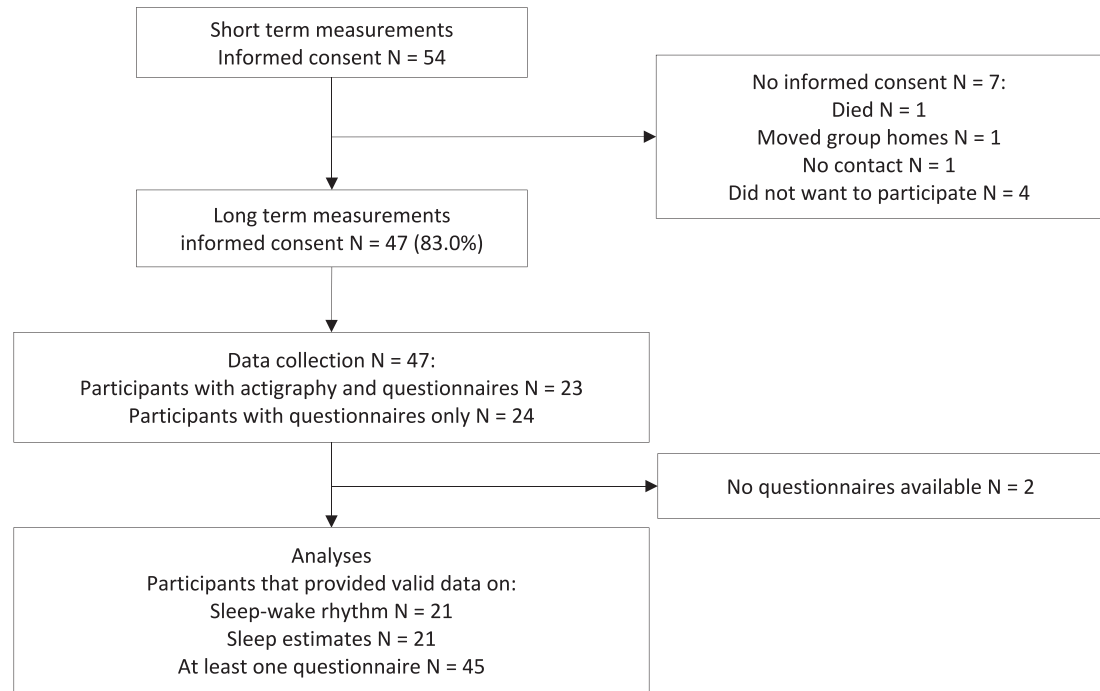 Short term measurements
Informed consent N = 54
No informed consent N = 7:
Died N = 1
Moved group homes N = 1
No contact N = 1
Did not want to participate N = 4
Long term measurements
informed consent N = 47 (83.0%)
Data collection N = 47:
Participants with actigraphy and questionnaires N = 23
Participants with questionnaires only N = 24
No questionnaires available N = 2
Analyses
Participants that provided valid data on:
Sleep-wake rhythm N = 21
Sleep estimates N = 21
At least one questionnaire N = 45